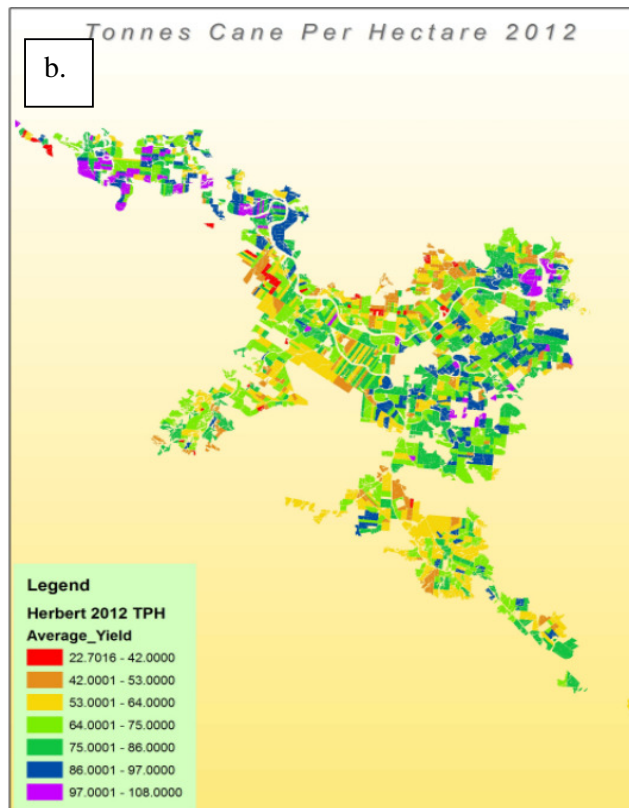 Tonnes Cane Per Hectare 2012
b.
Legend
Herbert 2012 TPH
Average_Yield
22.7016 - 42.0000
42.0001 - 53.0000
53.0001 - 64.0000
64.0001 - 75.0000
75.0001 - 86.0000
86.0001 - 97.0000
97.0001 - 108.0000